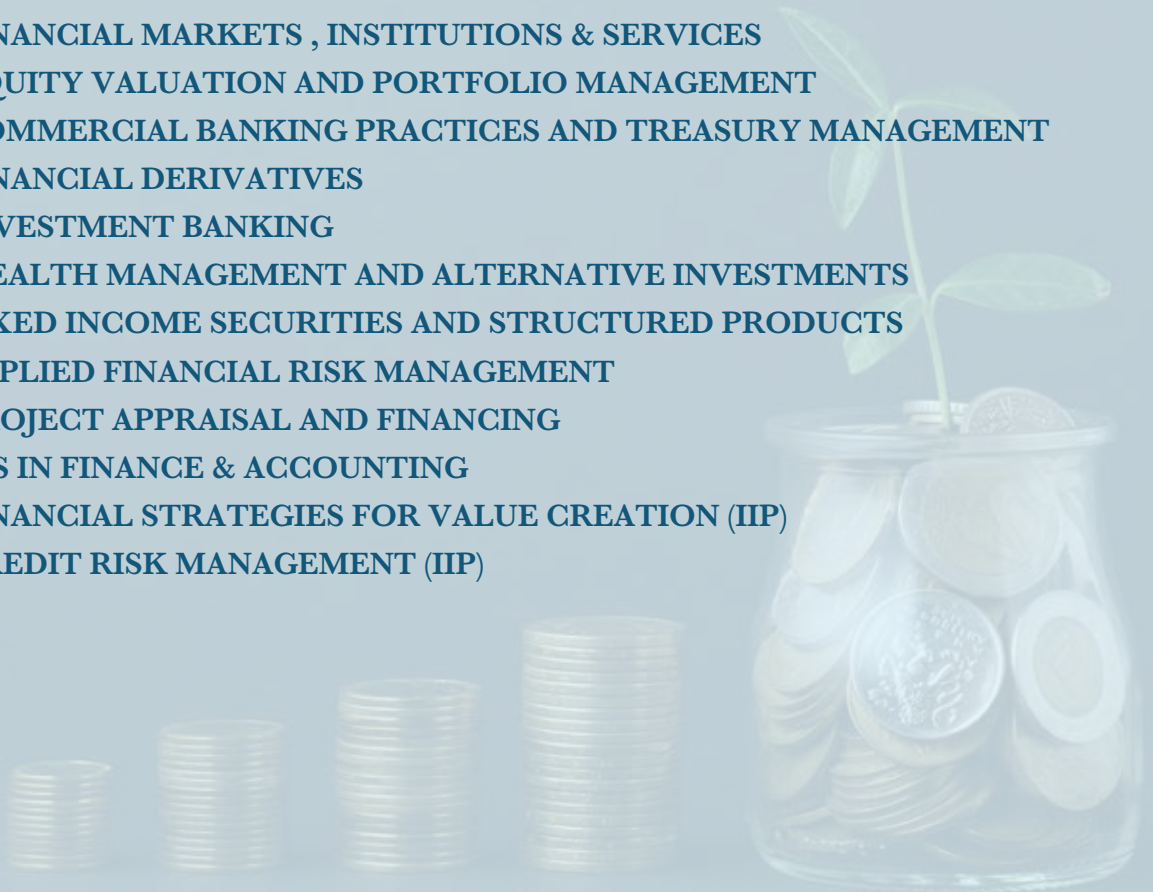 NANCIAL MARKETS , INSTITUTIONS & SERVICES
QUITY VALUATION AND PORTFOLIO MANAGEMENT
OMMERCIAL BANKING PRACTICES AND TREASURY MANAGEMENT
NANCIAL DERIVATIVES
VESTMENT BANKING
EALTH MANAGEMENT AND ALTERNATIVE INVESTMENTS
XED INCOME SECURITIES AND STRUCTURED PRODUCTS
PLIED FINANCIAL RISK MANAGEMENT
OJECT APPRAISAL AND FINANCING
S IN FINANCE & ACCOUNTING
NANCIAL STRATEGIES FOR VALUE CREATION (IIP)
REDIT RISK MANAGEMENT (IIP)